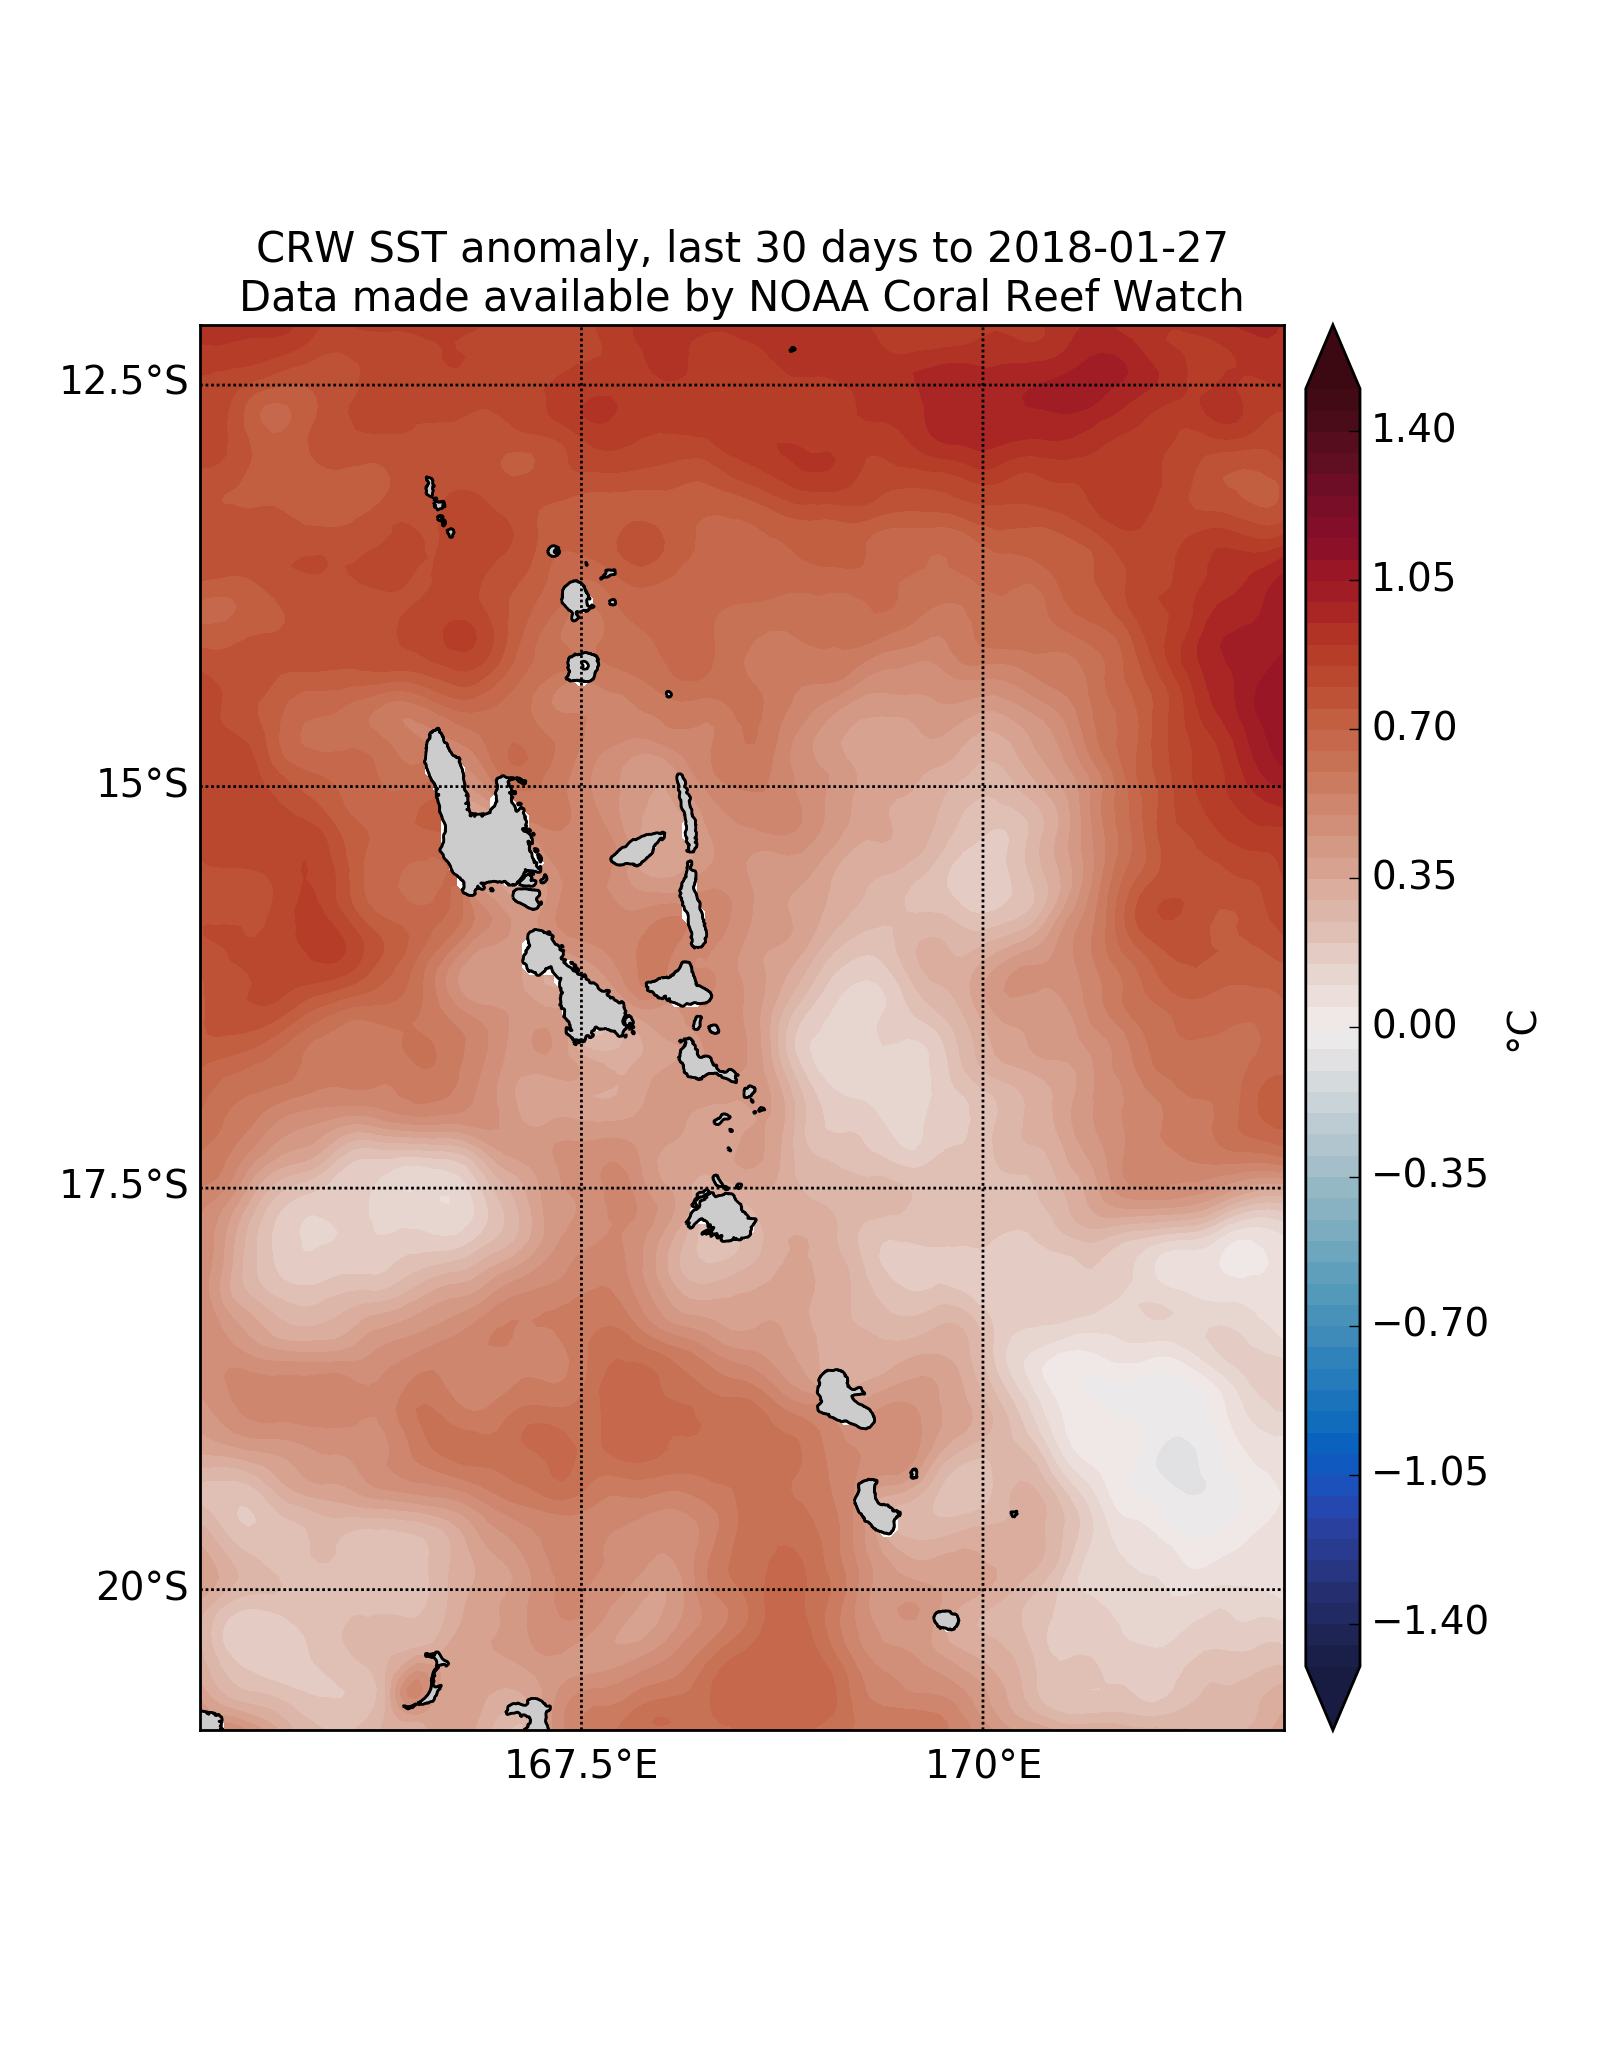 CRW SST anomaly, last 30 days to 2018-01-27
Data made available by NOAA Coral Reef Watch
12.5°S
15°S
17.5°S
20°S
167.5°E
170°E
1.40
1.05
0.70
0.35
0.00
−0.35
−0.70
−1.05
−1.40
°C